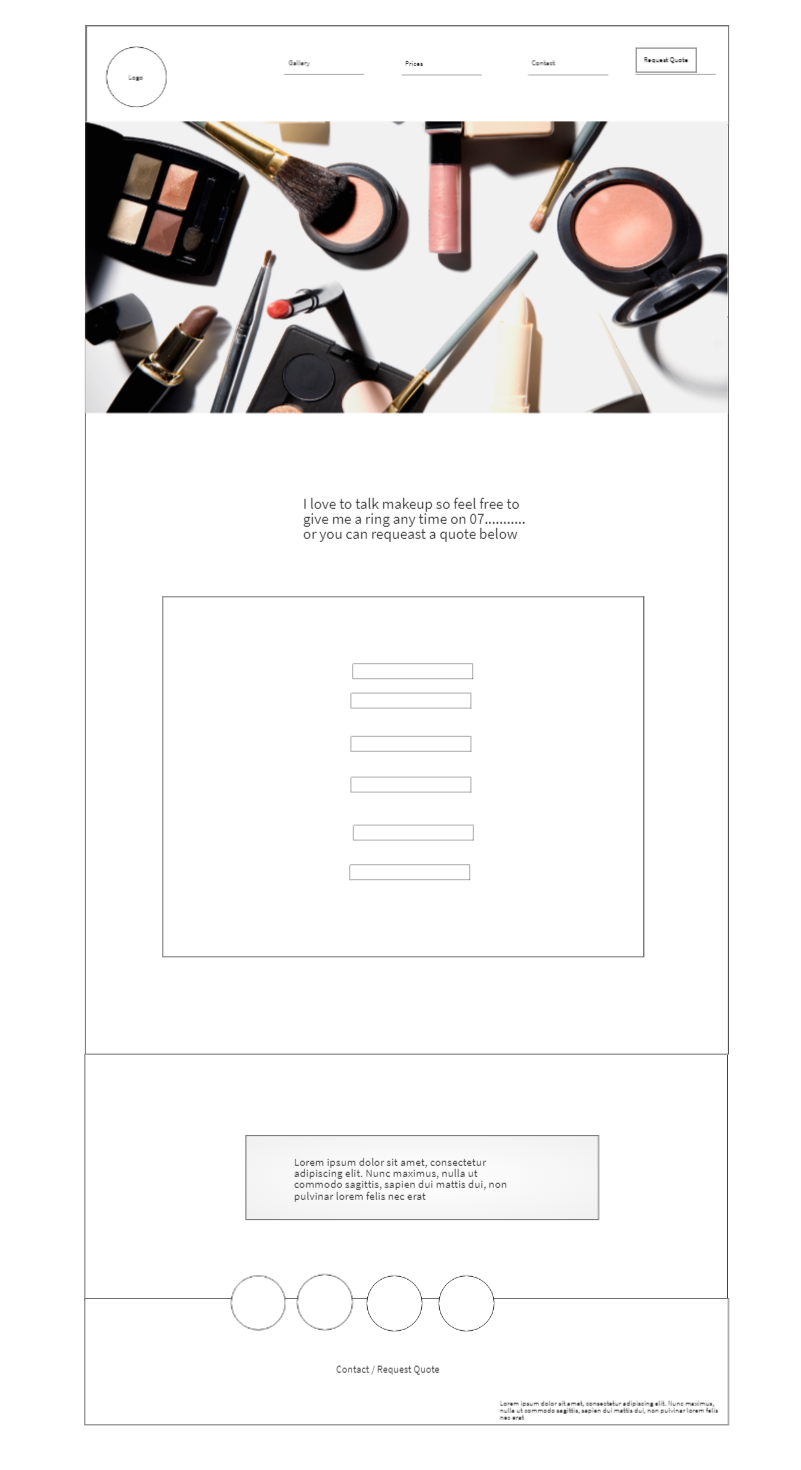 Logo
Gallery
Prices
Contact
Request Quote
I love to talk makeup so feel free to
give me a ring any time on 07...........
or you can requeast a quote below
Lorem ipsum dolor sit amet, consectetur
adipiscing elit. Nunc maximus, nulla ut
commodo sagittis, sapien dui mattis dui, non
pulvinar lorem felis nec erat
Contact / Request Quote
Lorem ipsum dolor sit amet, consectetur adipiscing elit. Nunc maximus,
nulla ut commodo sagittis, sapien dui mattis dui, non pulvinar lorem felis
nec erat